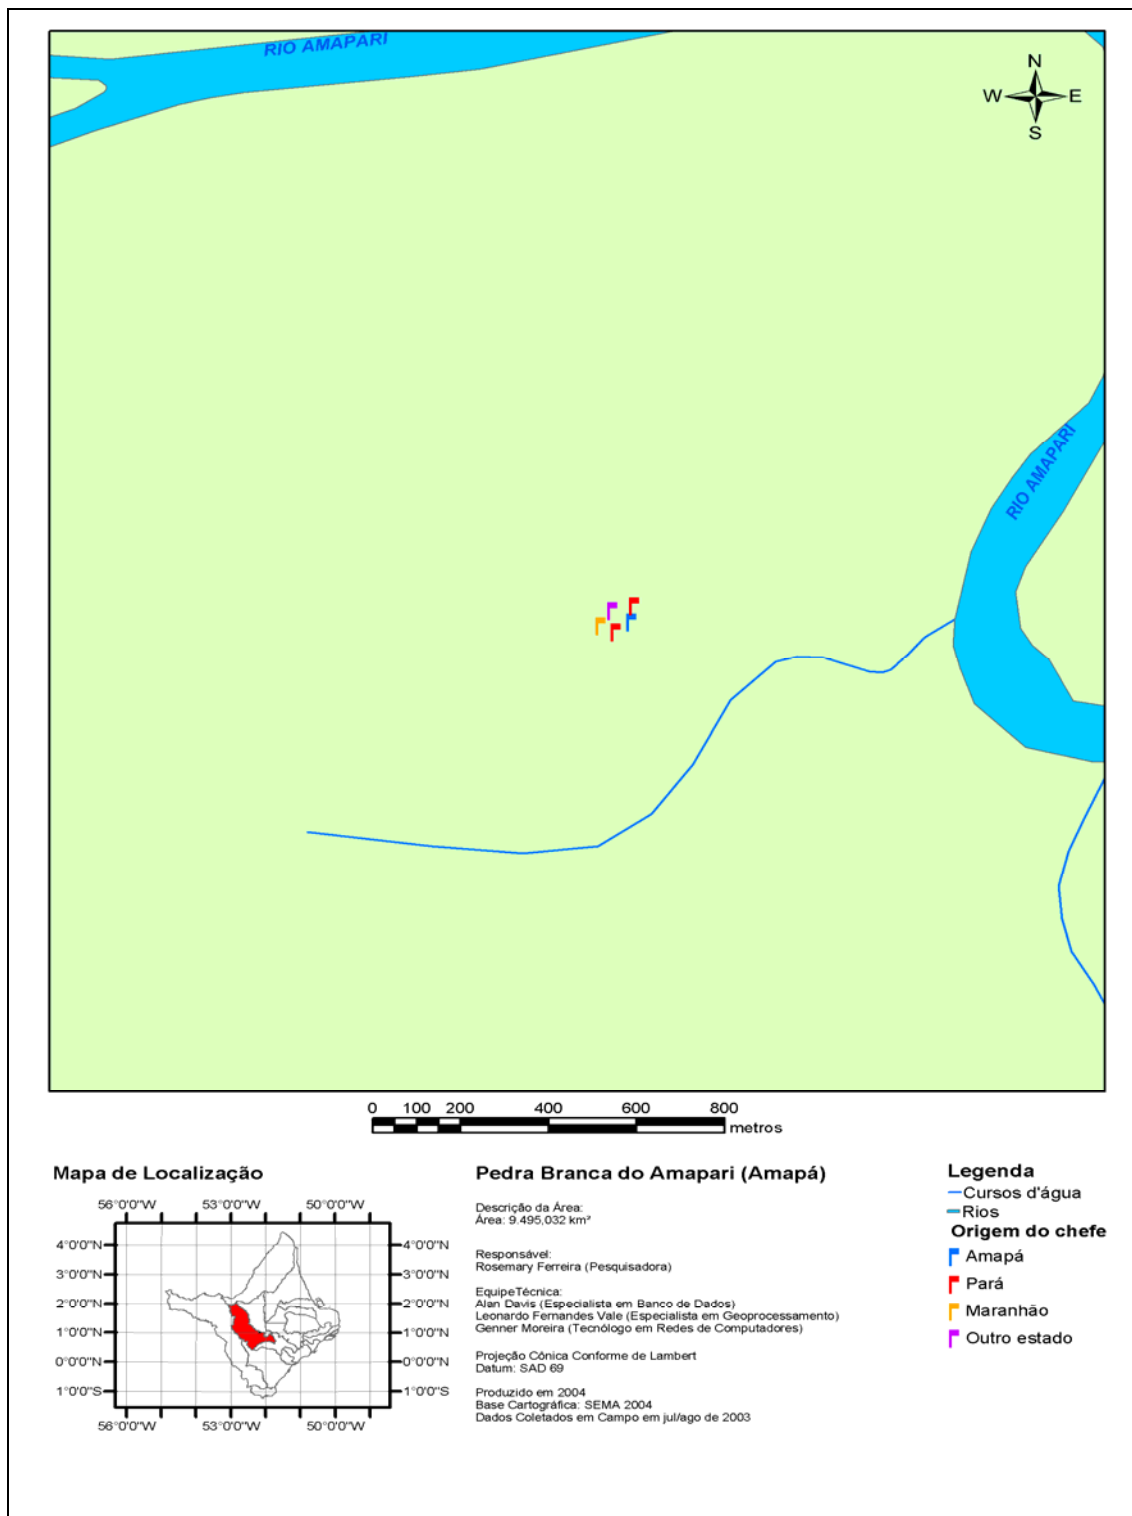 RIO AMAPARI
N
W E
S
RIO AMAPARI
0 100 200 400 600 800
metros
Mapa de Localização
56°0'0"W 53°0'0"W 50°0'0"W
4°0'0"N 4°0'0"N
3°0'0"N 3°0'0"N
2°0'0"N 2°0'0"N
1°0'0"N 1°0'0"N
0°0'0"N 0°0'0"N
1°0'0"S 1°0'0"S
56°0'0"W 53°0'0"W 50°0'0"W
Pedra Branca do Amapari (Amapá)
Descrição da Área:
Área: 9.495,032 km²
Responsável:
Rosemary Ferreira (Pesquisadora)
EquipeTécnica:
Alan Davis (Especialista em Banco de Dados)
Leonardo Fernandes Vale (Especialista em Geoprocessamento)
Genner Moreira (Tecnólogo em Redes de Computadores)
Projeção Cônica Conforme de Lambert
Datum: SAD 69
Produzido em 2004
Base Cartográfica: SEMA 2004
Dados Coletados em Campo em jul/ago de 2003
Legenda
Cursos d'água
Rios
Origem do chefe
Amapá
Pará
Maranhão
Outro estado